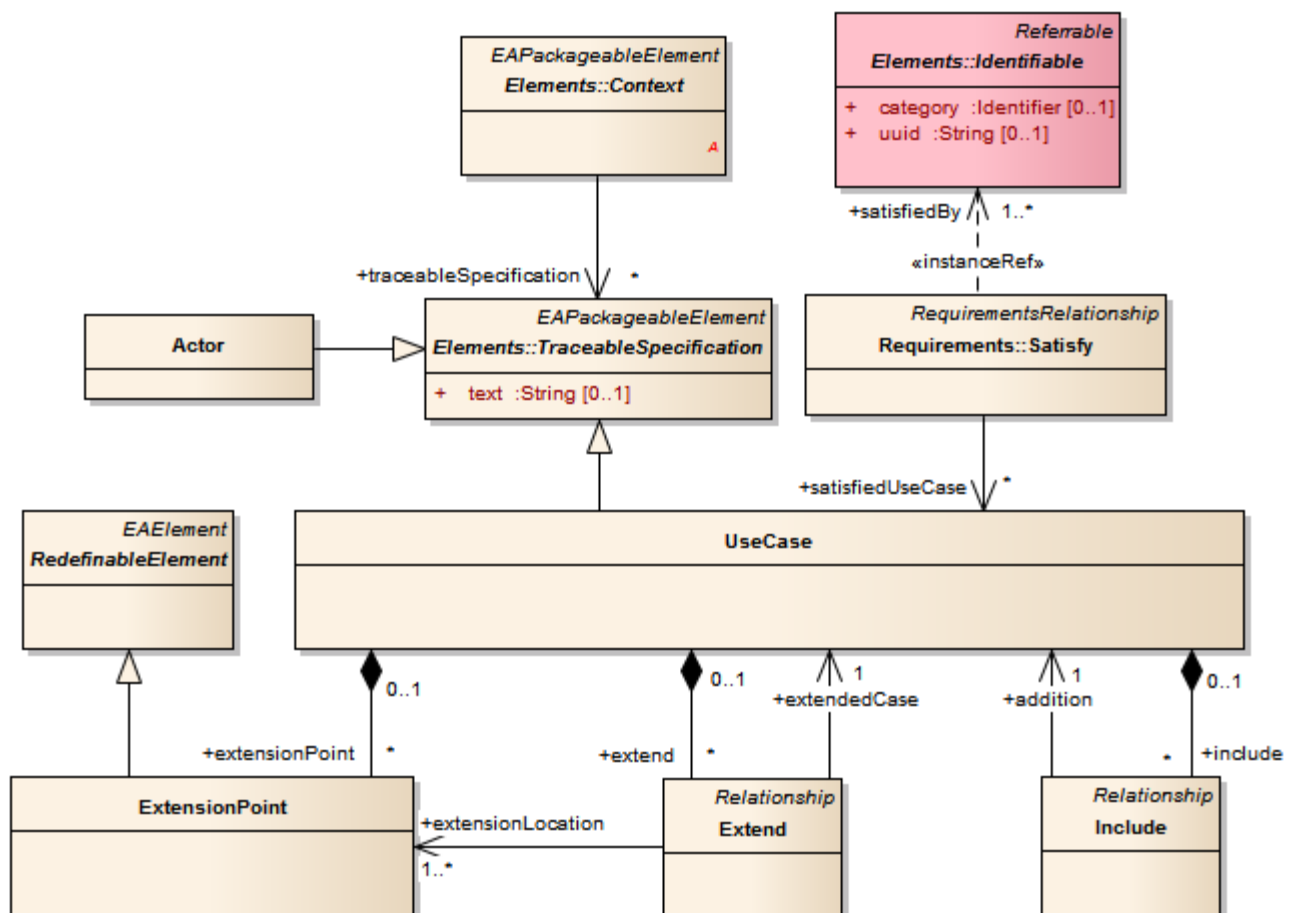 Referrable
Elements::Identifiable
+ category :Identifier [0..1]
+ uuid :String [0..1]
EAPackageableElement
Elements::Context
A
+satisfiedBy 1..*
«instanceRef»
+traceableSpecification *
Actor
EAPackageableElement
Elements::TraceableSpecification
+ text :String [0..1]
RequirementsRelationship
Requirements::Satisfy
+satisfiedUseCase *
EAElement
RedefinableElement
UseCase
0..1
0..1
1
+extendedCase
1
+addition
0..1
+extensionPoint *
+extend *
* +include
ExtensionPoint
+extensionLocation
1..*
Relationship
Extend
Relationship
Include